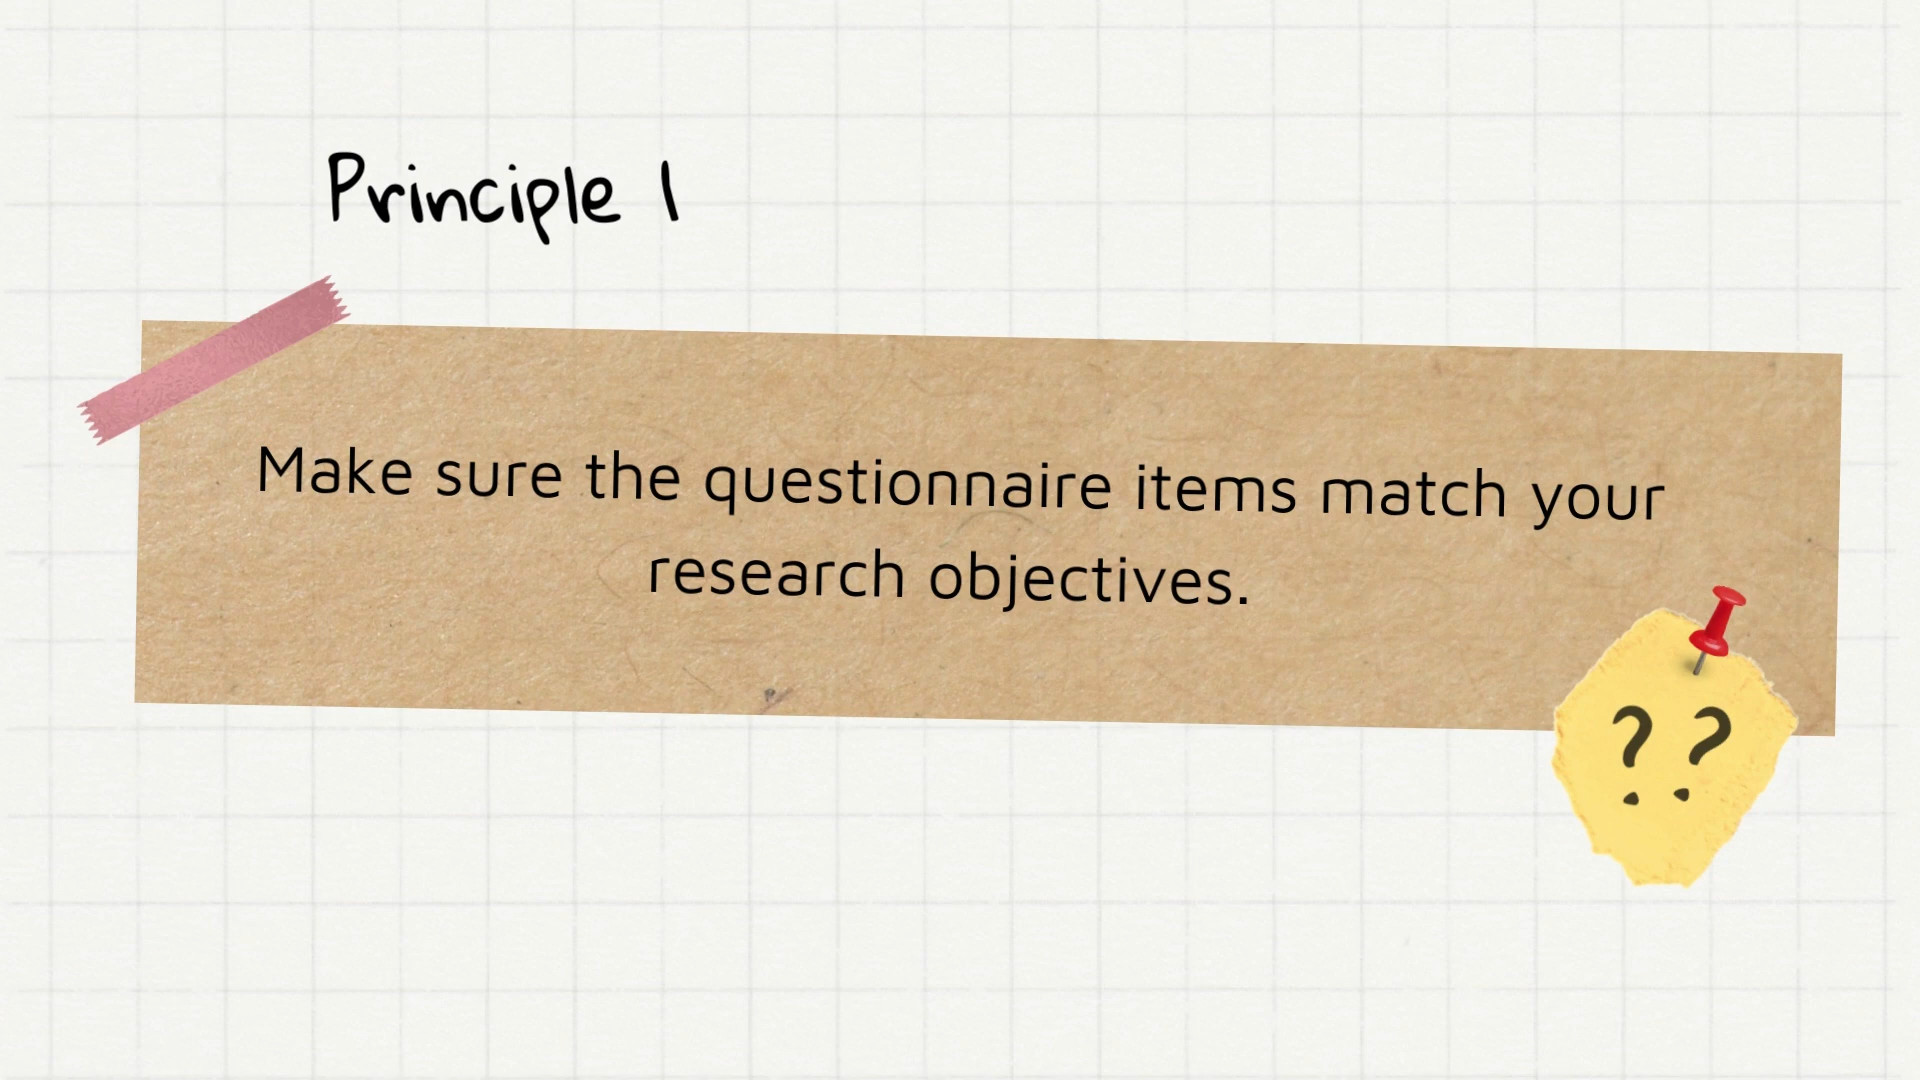 Principle 1
Make sure the questionnaire items match your
research objectives.
? ?